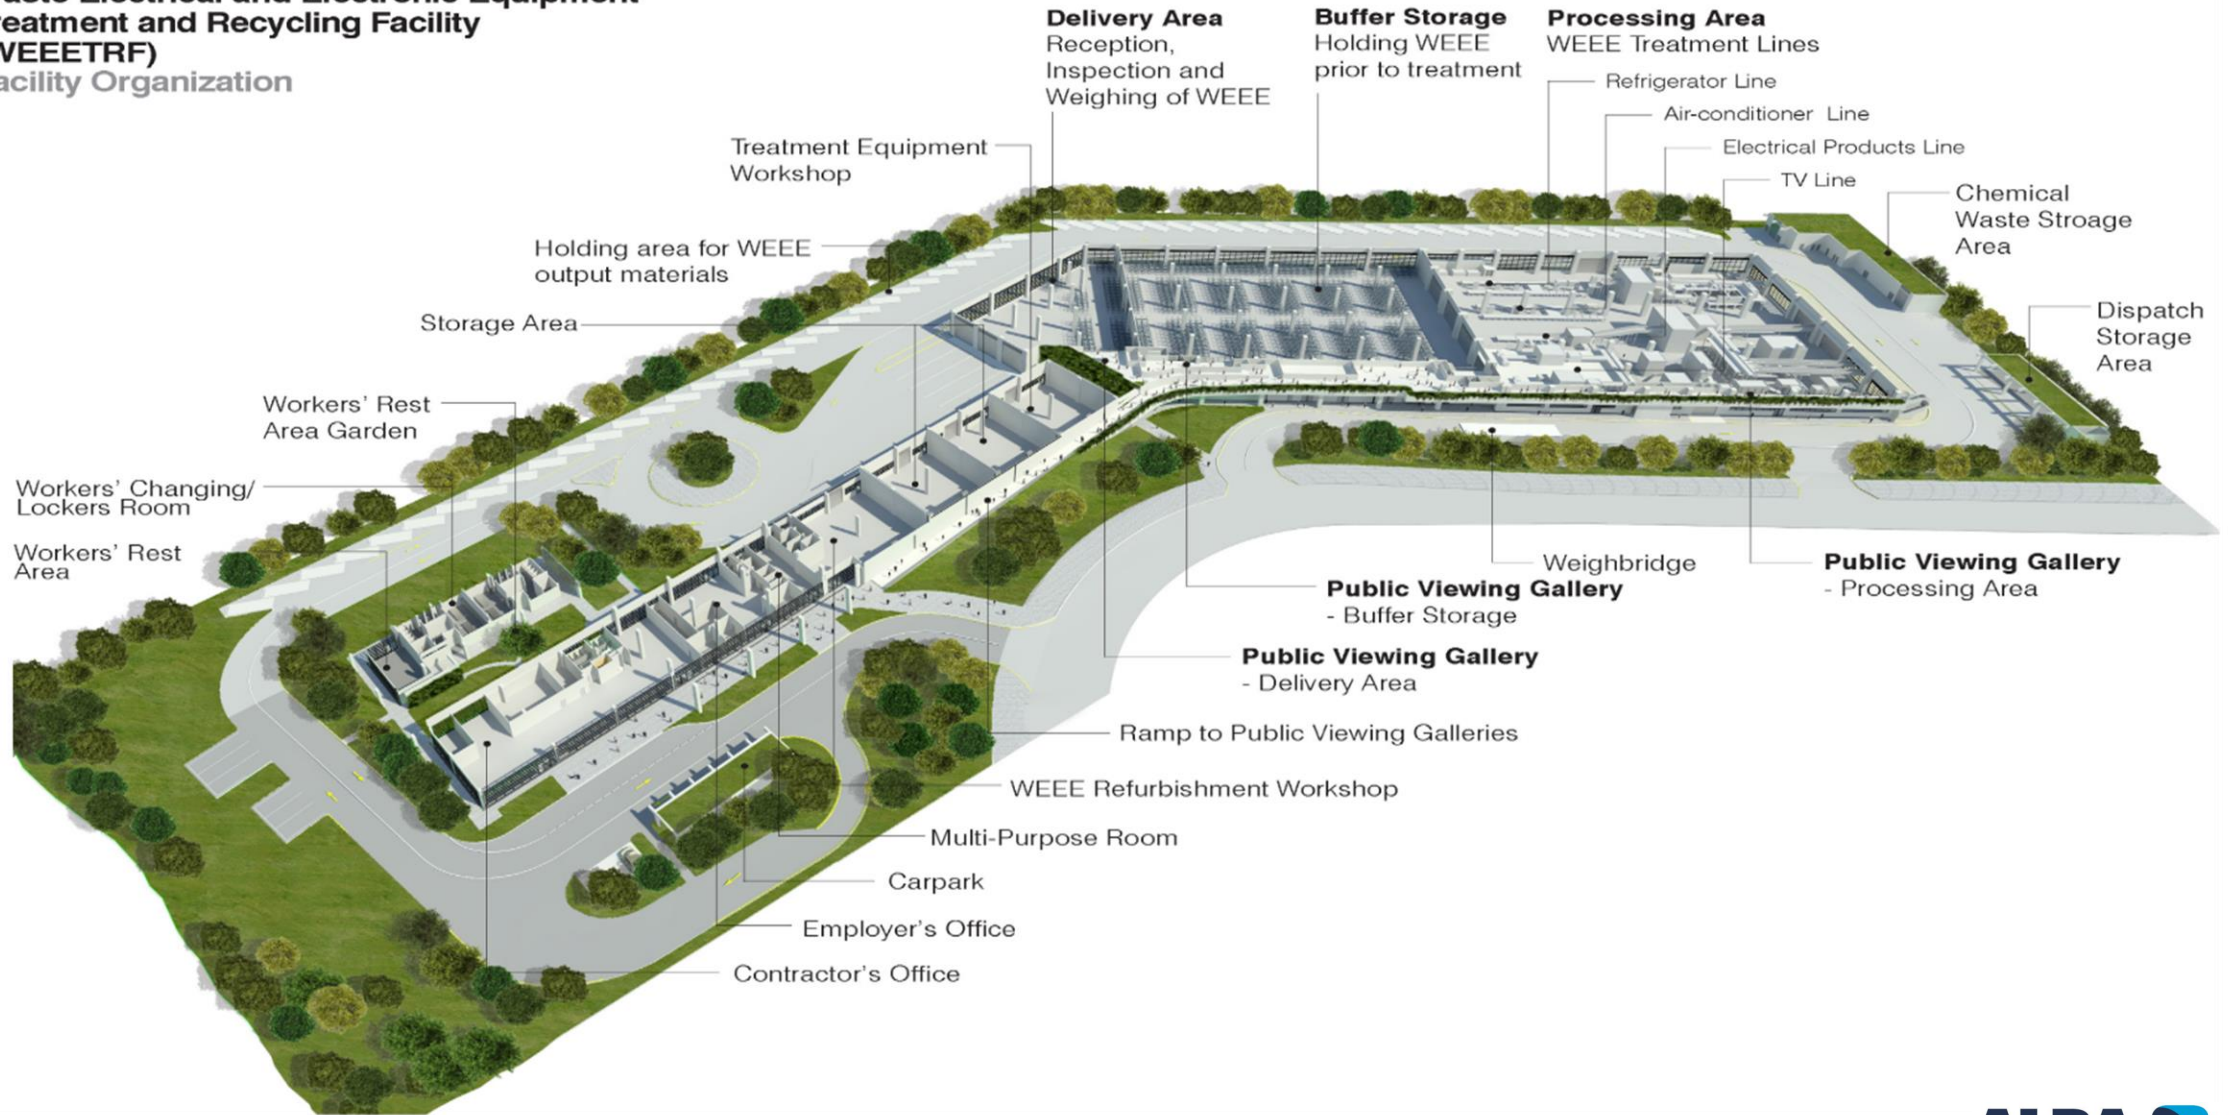 Treatment and Recycling Facility
(WEEETRF)
Facility Organization
Delivery Area
Reception,
Inspection and
Weighing of WEEE
Buffer Storage
Holding WEEE
prior to treatment
Processing Area
WEEE Treatment Lines
Refrigerator Line
Air-conditioner Line
Electrical Products Line
TV Line
Chemical
Waste Stroage
Area
Dispatch
Storage
Area
Treatment Equipment
Workshop
Holding area for WEEE
output materials
Storage Area
Workers' Rest
Area Garden
Workers' Changing/
Lockers Room
Workers' Rest
Area
Weighbridge
Public Viewing Gallery
- Processing Area
Public Viewing Gallery
- Buffer Storage
Public Viewing Gallery
- Delivery Area
Ramp to Public Viewing Galleries
WEEE Refurbishment Workshop
Multi-Purpose Room
Carpark
Employer's Office
Contractor's Office